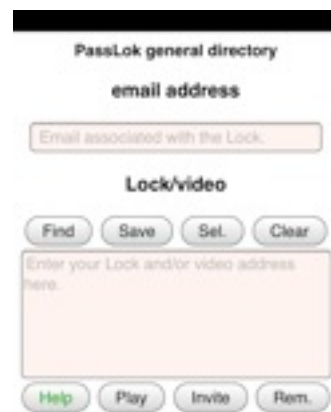 PassLok general directory
email address
Email associated with the Lock.
Lock/video
Find Save Sel. Clear
Enter your Lock and/or video address
here.
Help Play Invite Rem.